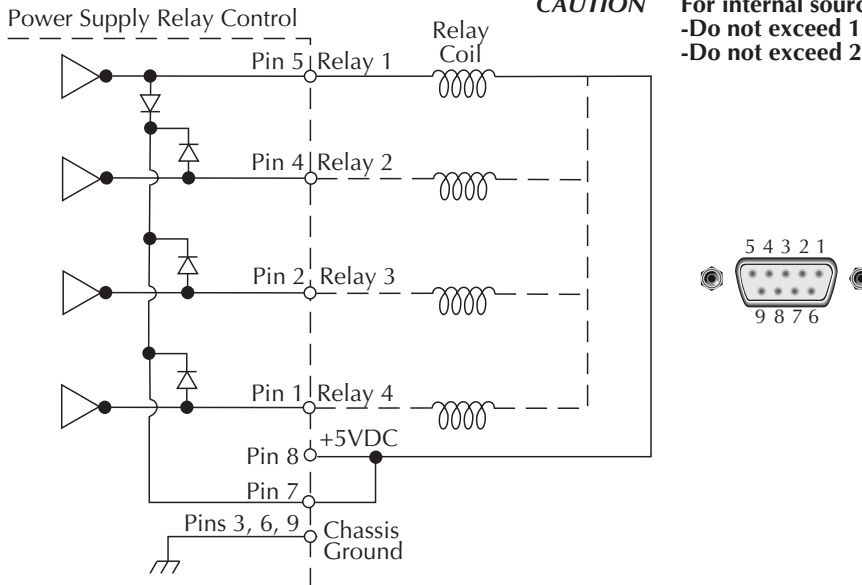 Power Supply Relay Control
CAUTION
For internal sour
-Do not exceed 1
-Do not exceed 2
Relay
Coil
Pin 5 Relay 1
Pin 4 Relay 2
Pin 2 Relay 3
Pin 1 Relay 4
Pin 8 +5VDC
Pin 7
Pins 3, 6, 9 Chassis
Ground
5 4 3 2 1
9 8 7 6